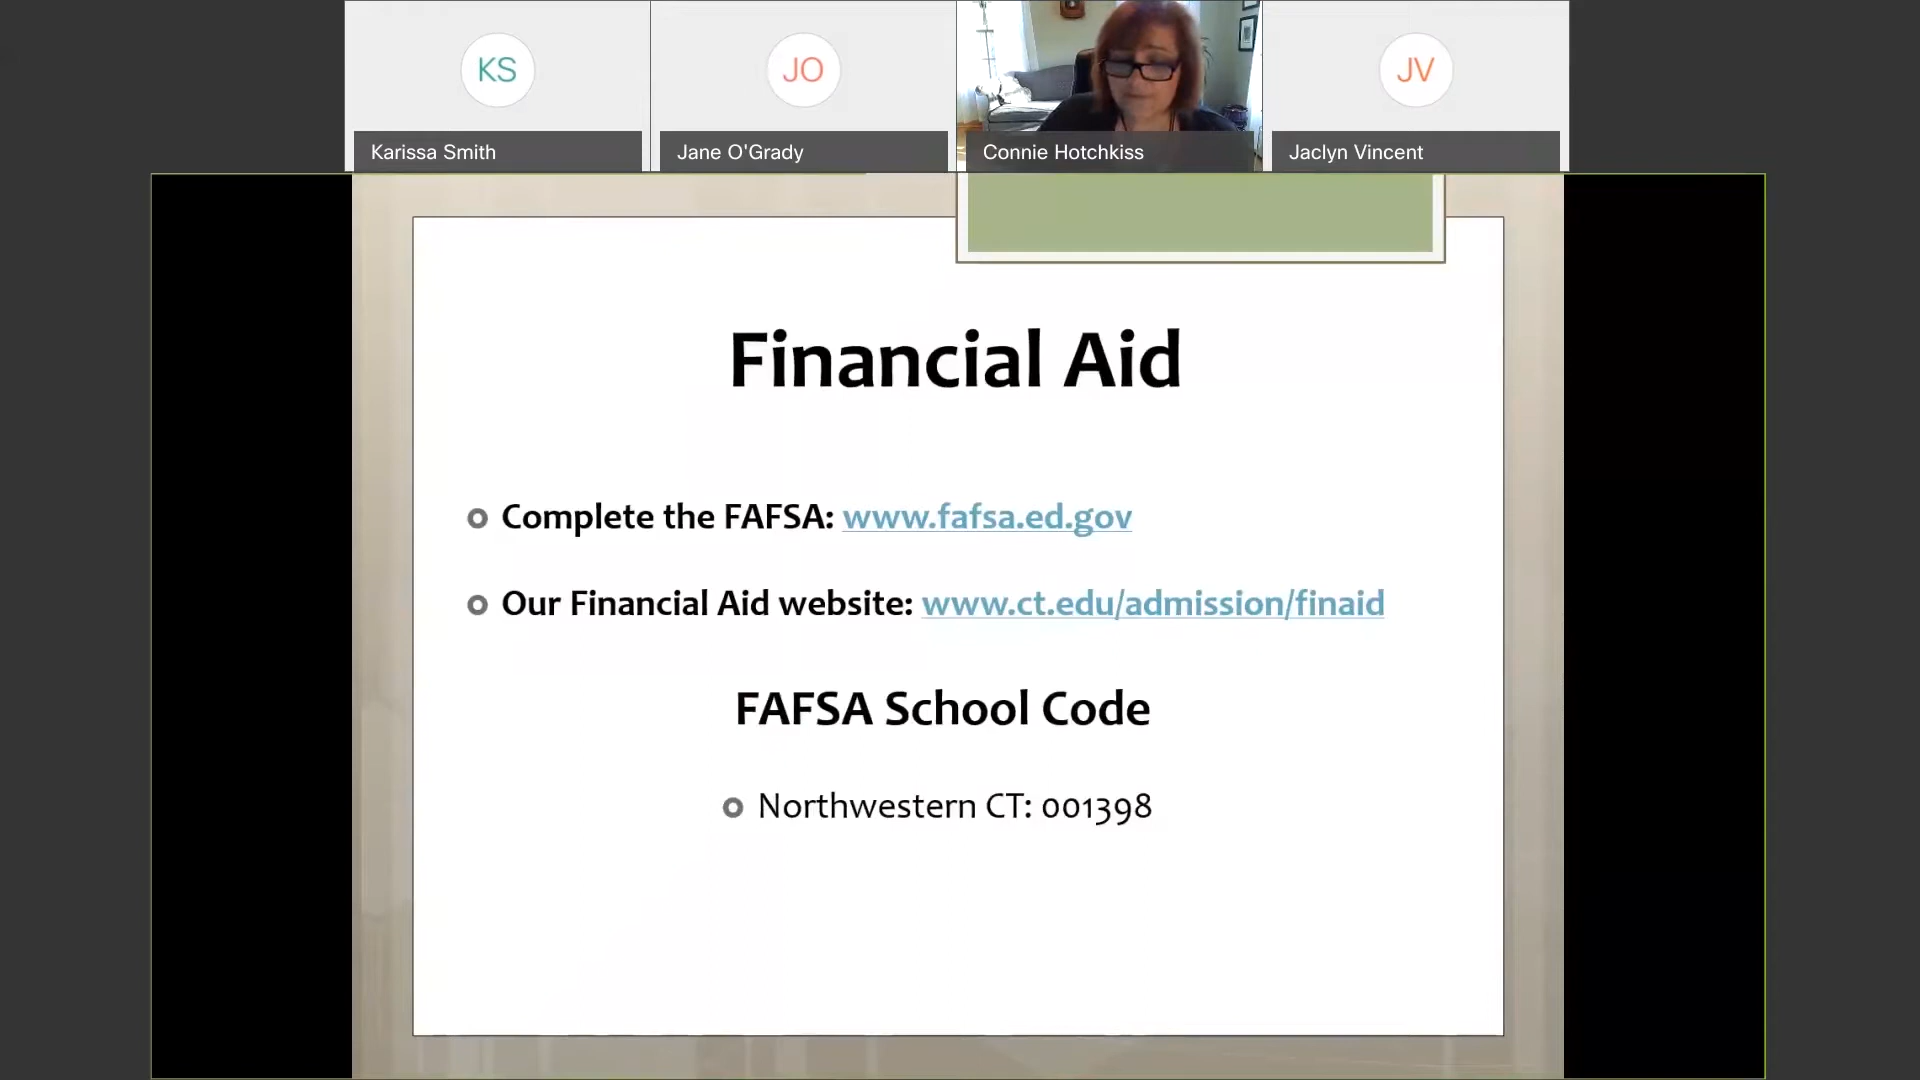 KS
JO
JV
Karissa Smith
Jane O'Grady
Connie Hotchkiss
Jaclyn Vincent
Financial Aid
Complete the FAFSA: www.fafsa.ed.gov
Our Financial Aid website: www.ct.edu/admission/finaid
FAFSA School Code
Northwestern CT: 001398